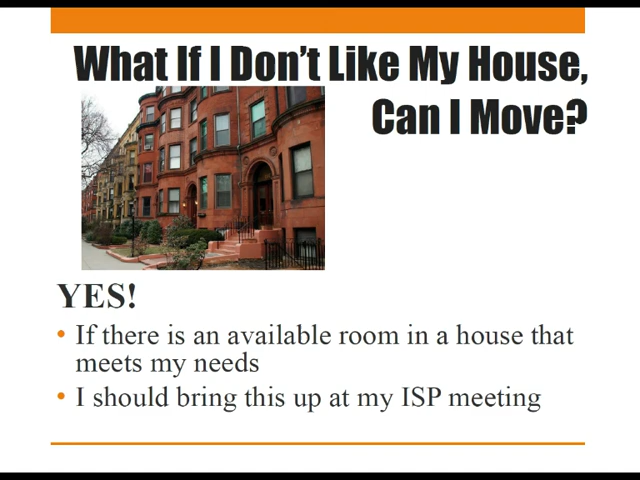 What If I Don't Like My House,
Can I Move?
YES!
• If there is an available room in a house that
meets my needs
• I should bring this up at my ISP meeting